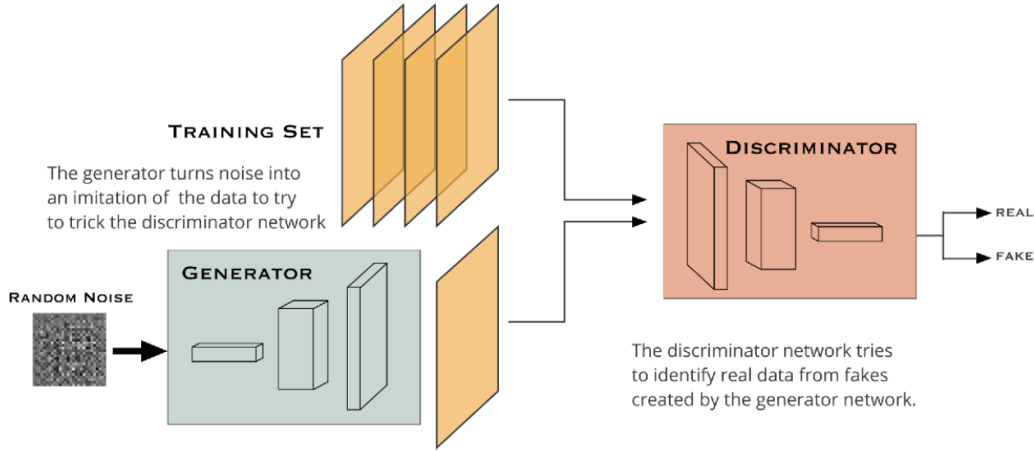 TRAINING SET
The generator turns noise into
an imitation of the data to try
to trick the discriminator network
GENERATOR
RANDOM NOISE
DISCRIMINATOR
REAL
FAKE
The discriminator network tries
to identify real data from fakes
created by the generator network.